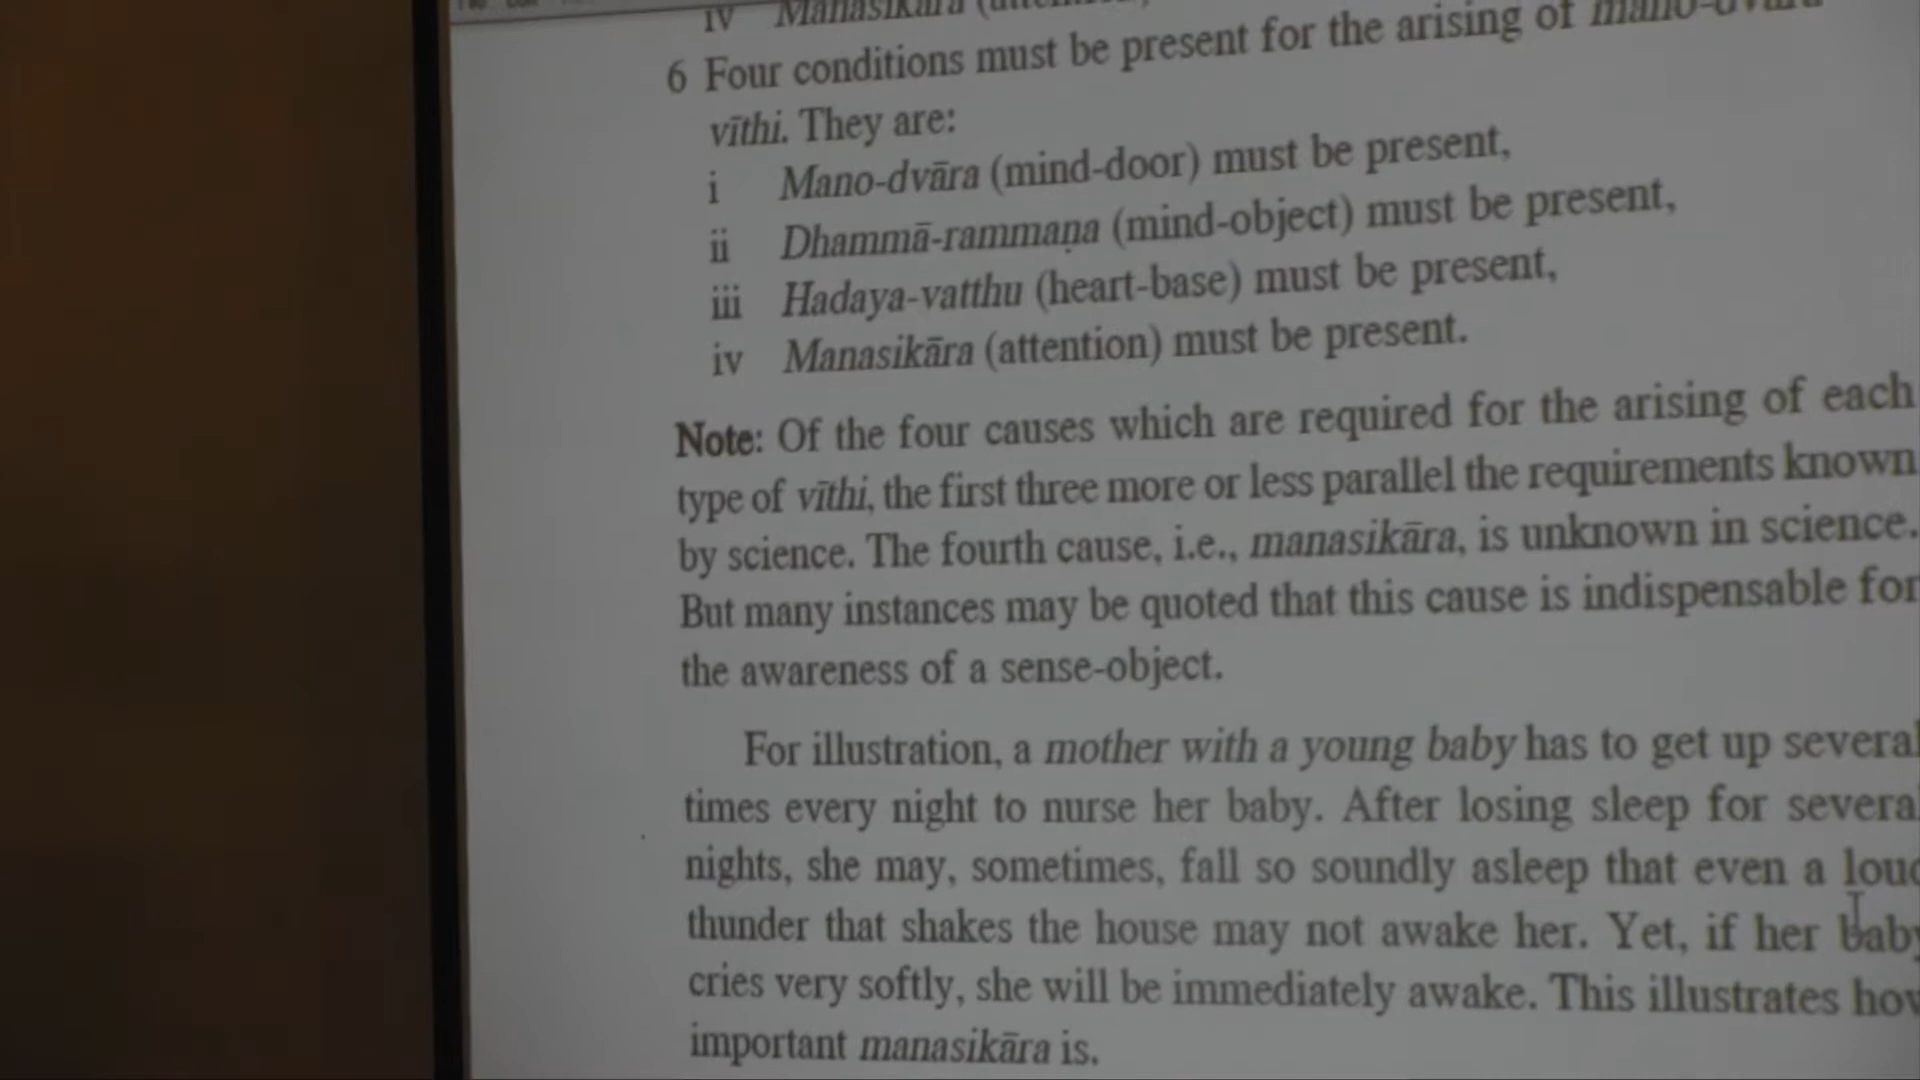 iv Manasikāra
6 Four conditions must be present for the arising of mano-dvāra
vīthi. They are:
i Mano-dvāra (mind-door) must be present,
ii Dhammā-rammaṇa (mind-object) must be present,
iii Hadaya-vatthu (heart-base) must be present,
iv Manasikāra (attention) must be present.
Note: Of the four causes which are required for the arising of each
type of vīthi, the first three more or less parallel the requirements known
by science. The fourth cause, i.e., manasikāra, is unknown in science.
But many instances may be quoted that this cause is indispensable for
the awareness of a sense-object.
For illustration, a mother with a young baby has to get up several
times every night to nurse her baby. After losing sleep for several
nights, she may, sometimes, fall so soundly asleep that even a loud
thunder that shakes the house may not awake her. Yet, if her baby
cries very softly, she will be immediately awake. This illustrates how
important manasikāra is.